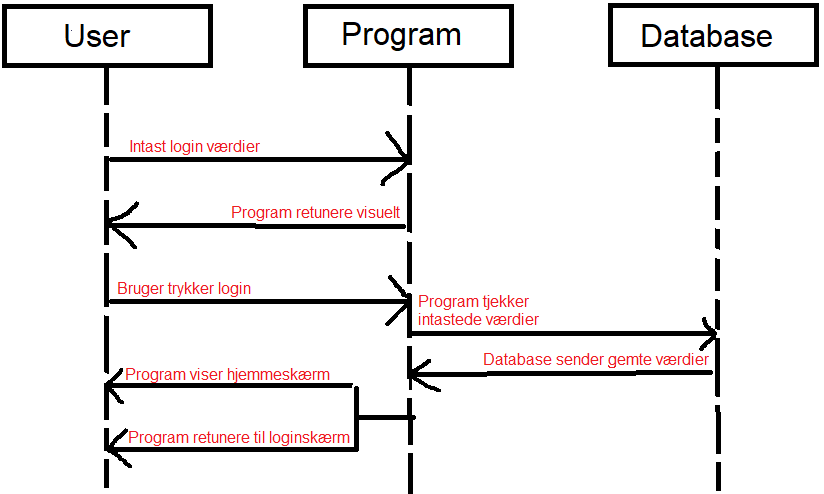 User
Program
Database
Intast login værdier
Program retunere visuelt
Bruger trykker login
Program tjekker
intastede værdier
Database sender gemte værdier
Program viser hjemmeskærm
Program retunere til loginskærm